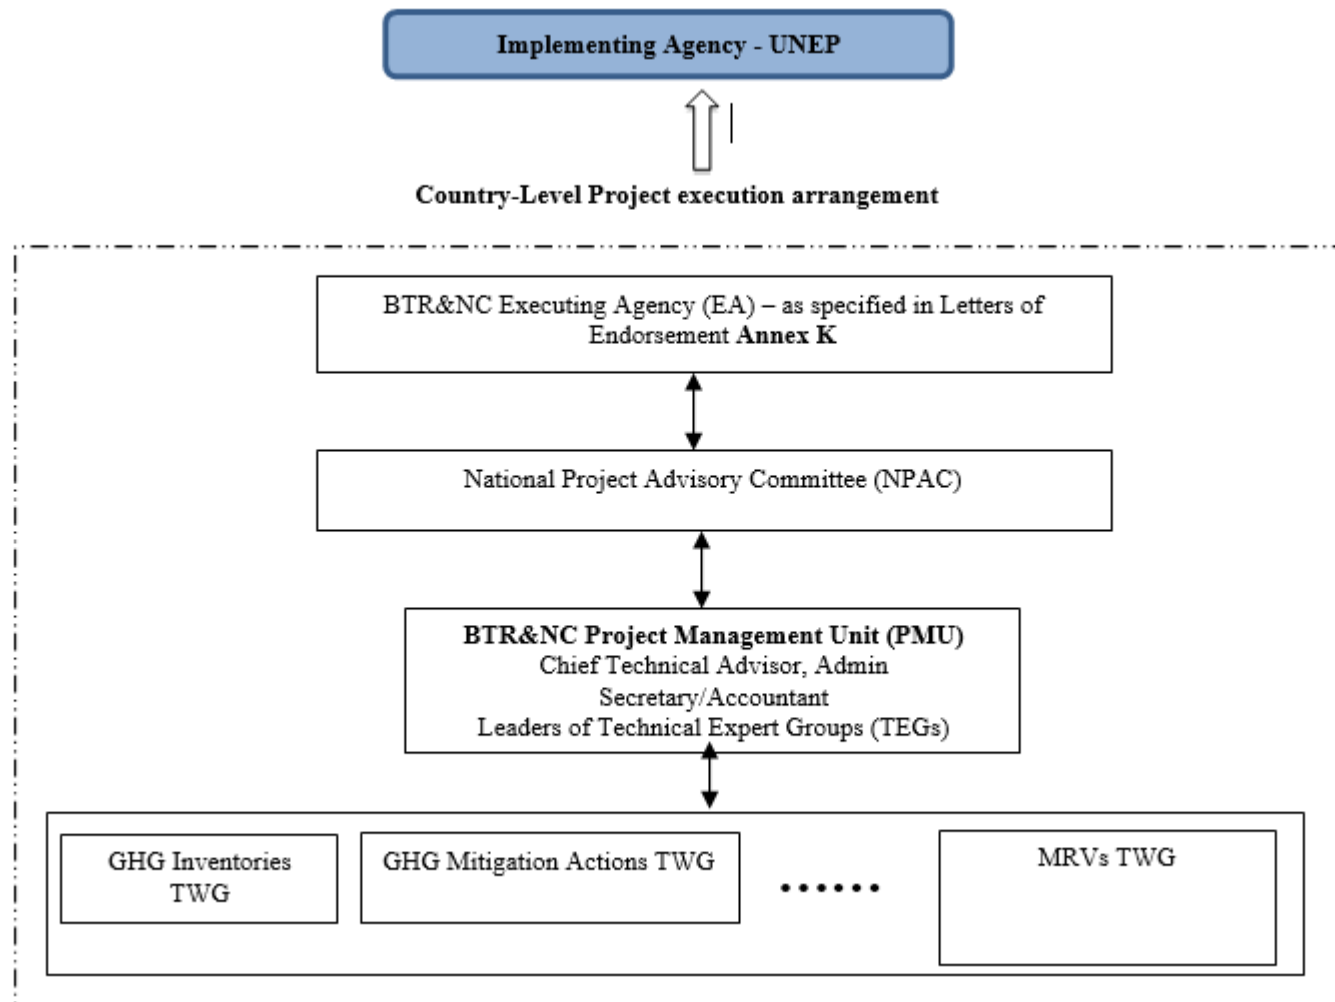 Implementing Agency - UNEP
Country-Level Project execution arrangement
BTR&NC Executing Agency (EA) – as specified in Letters of
Endorsement Annex K
National Project Advisory Committee (NPAC)
BTR&NC Project Management Unit (PMU)
Chief Technical Advisor, Admin
Secretary/Accountant
Leaders of Technical Expert Groups (TEGs)
GHG Inventories
TWG
GHG Mitigation Actions TWG
......
MRVs TWG